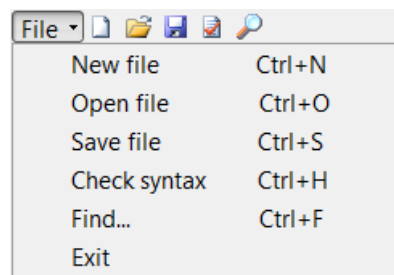 File
New file Ctrl+N
Open file Ctrl+O
Save file Ctrl+S
Check syntax Ctrl+H
Find... Ctrl+F
Exit